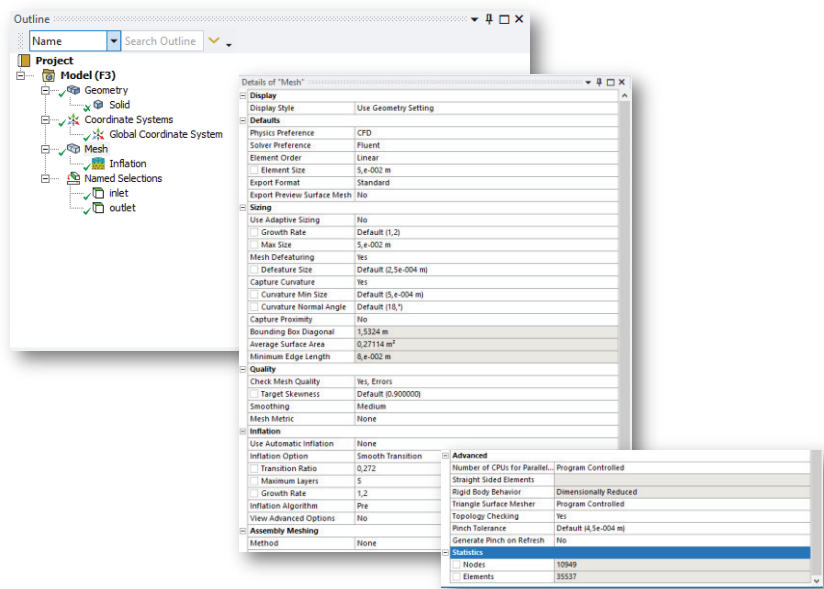 Outline
Name Search Outline
Project
Model (F3)
Geometry
Solid
Coordinate Systems
Global Coordinate System
Mesh
Inflation
Named Selections
inlet
outlet
Details of "Mesh"
Display
Display Style Use Geometry Setting
Defaults
Physics Preference CFD
Solver Preference Fluent
Element Order Linear
Element Size 5,e-002 m
Export Format Standard
Export Preview Surface Mesh No
Sizing
Use Adaptive Sizing No
Growth Rate Default (1,2)
Max Size 5,e-002 m
Mesh Defeaturing Yes
Defeature Size Default (2,5e-004 m)
Capture Curvature Yes
Curvature Min Size Default (5,e-004 m)
Curvature Normal Angle Default (18,°)
Capture Proximity No
Bounding Box Diagonal 1,5324 m
Average Surface Area 0,27114 m²
Minimum Edge Length 8,e-002 m
Quality
Check Mesh Quality Yes, Errors
Target Skewness Default (0.900000)
Smoothing Medium
Mesh Metric None
Inflation
Use Automatic Inflation None
Inflation Option Smooth Transition
Transition Ratio 0,272
Maximum Layers 5
Growth Rate 1,2
Inflation Algorithm Pre
View Advanced Options No
Assembly Meshing
Method None
Advanced
Number of CPUs for Parallel... Program Controlled
Straight Sided Elements
Rigid Body Behavior Dimensionally Reduced
Triangle Surface Mesher Program Controlled
Topology Checking Yes
Pinch Tolerance Default (4,5e-004 m)
Generate Pinch on Refresh No
Statistics
Nodes 10949
Elements 35537